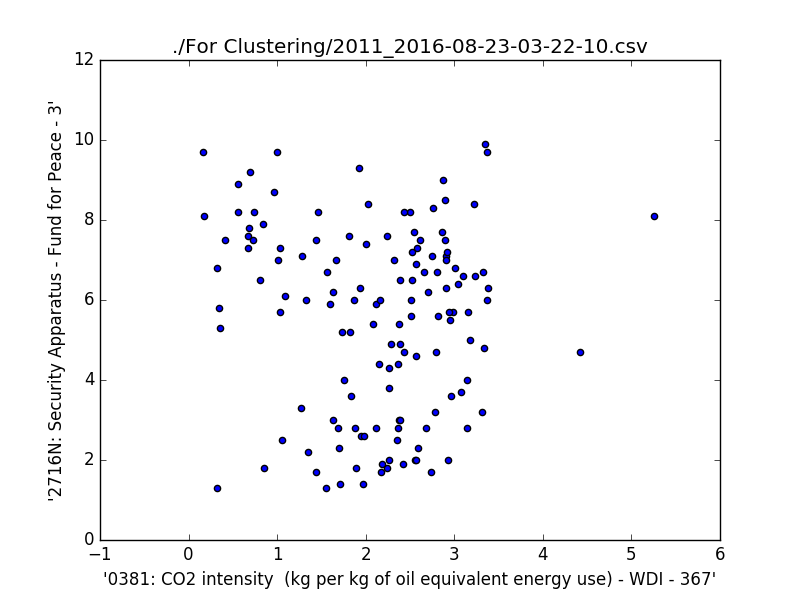 ./For Clustering/2011_2016-08-23-03-22-10.csv
12
10
8
6
4
2
0
'2716N: Security Apparatus - Fund for Peace - 3'
−1 0 1 2 3 4 5 6
'0381: CO2 intensity  (kg per kg of oil equivalent energy use) - WDI - 367'